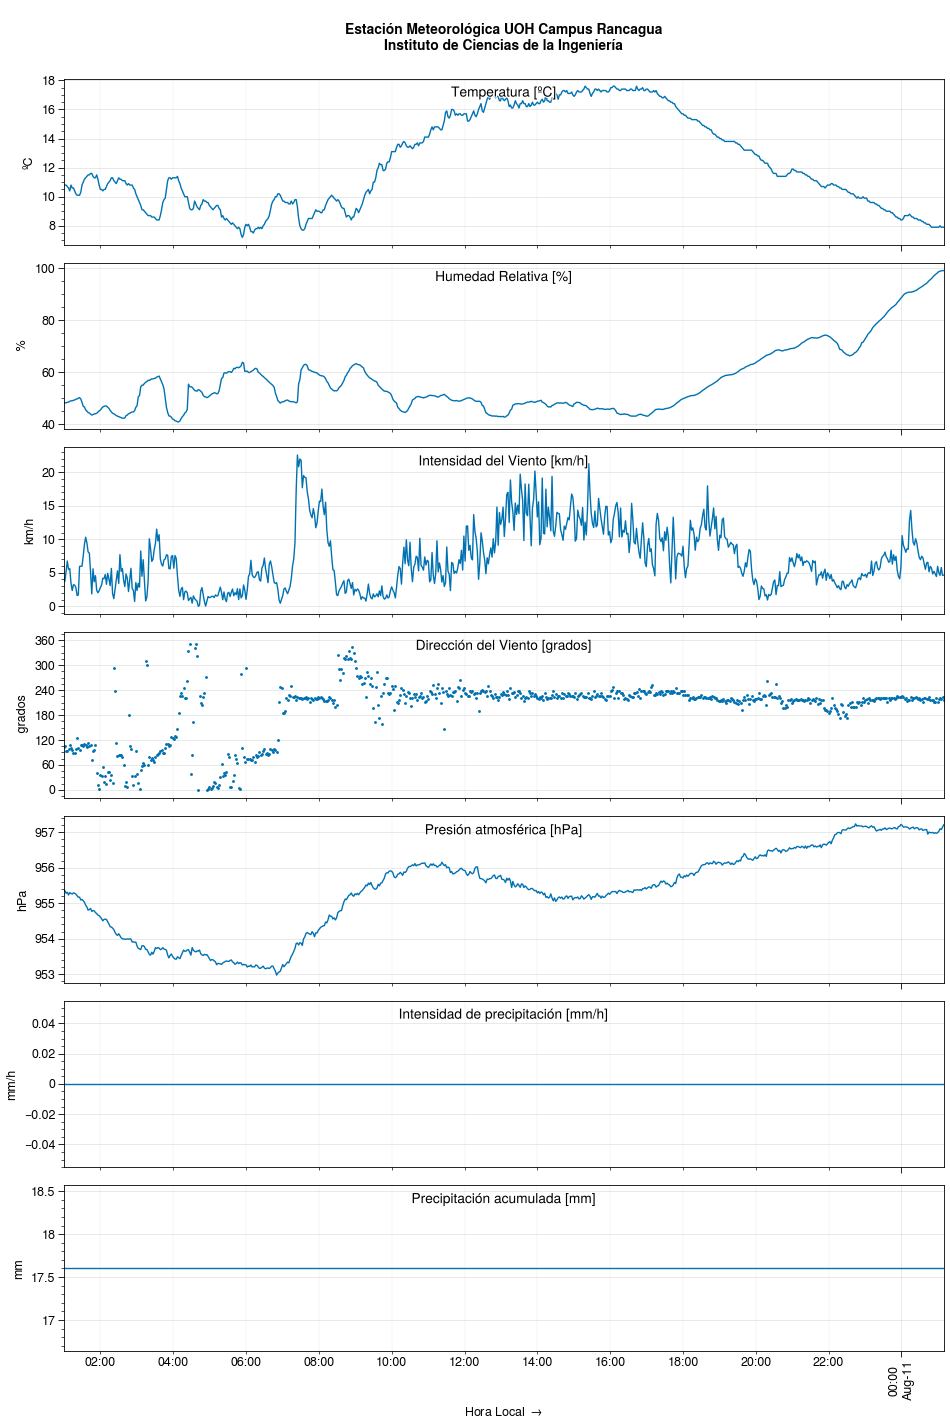 Estación Meteorológica UOH Campus Rancagua
Instituto de Ciencias de la Ingeniería
Temperatura [ºC]
ºC
18
16
14
12
10
8
Humedad Relativa [%]
%
100
80
60
40
Intensidad del Viento [km/h]
km/h
20
15
10
5
0
Dirección del Viento [grados]
grados
360
300
240
180
120
60
0
Presión atmosférica [hPa]
hPa
957
956
955
954
953
Intensidad de precipitación [mm/h]
mm/h
0.04
0.02
0
−0.02
−0.04
Precipitación acumulada [mm]
mm
18.5
18
17.5
17
02:00 04:00 06:00 08:00 10:00 12:00 14:00 16:00 18:00 20:00 22:00
00:00
Aug-11
Hora Local →